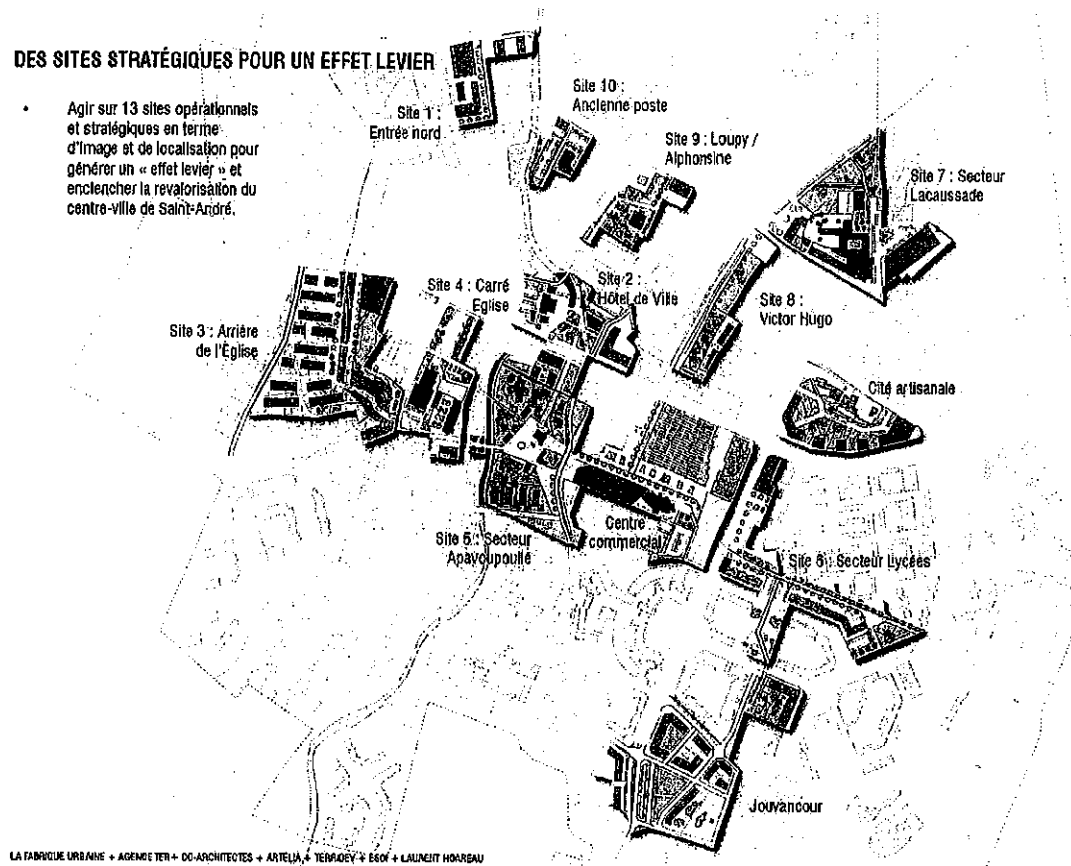 DES SITES STRATÉGIQUES POUR UN EFFET LEVIER
• Agir sur 13 sites opérationnels
et stratégiques en terme
d'image et de localisation pour
générer un « effet levier » et
enclencher la revalorisation du
centre-ville de Saint-André.
Site 1 :
Entrée nord
Site 10 :
Ancienne poste
Site 9 : Loupy /
Alphonsine
Site 7 : Secteur
Lacaussade
Site 4 : Carré
Eglise
Site 2 :
Hôtel de Ville
Site 8 :
Victor Hugo
Site 3 : Arrière
de l'Église
Cité artisanale
Site 5 : Secteur
Apavoupoullé
Centre
commercial
Site 6 : Secteur Lycées
Jouvancour
LA FABRIQUE URBAINE + AGENCE TER + DO-ARCHITECTES + ARTELIA + TERR&DEV + ESOI + LAURENT HOAREAU